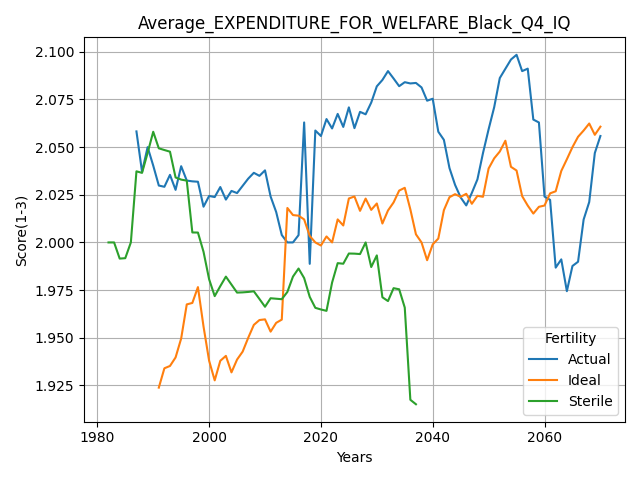 Average_EXPENDITURE_FOR_WELFARE_Black_Q4_IQ
Score(1-3)
2.100
2.075
2.050
2.025
2.000
1.975
1.950
1.925
1980
2000
2020
2040
2060
Years
Fertility
Actual
Ideal
Sterile